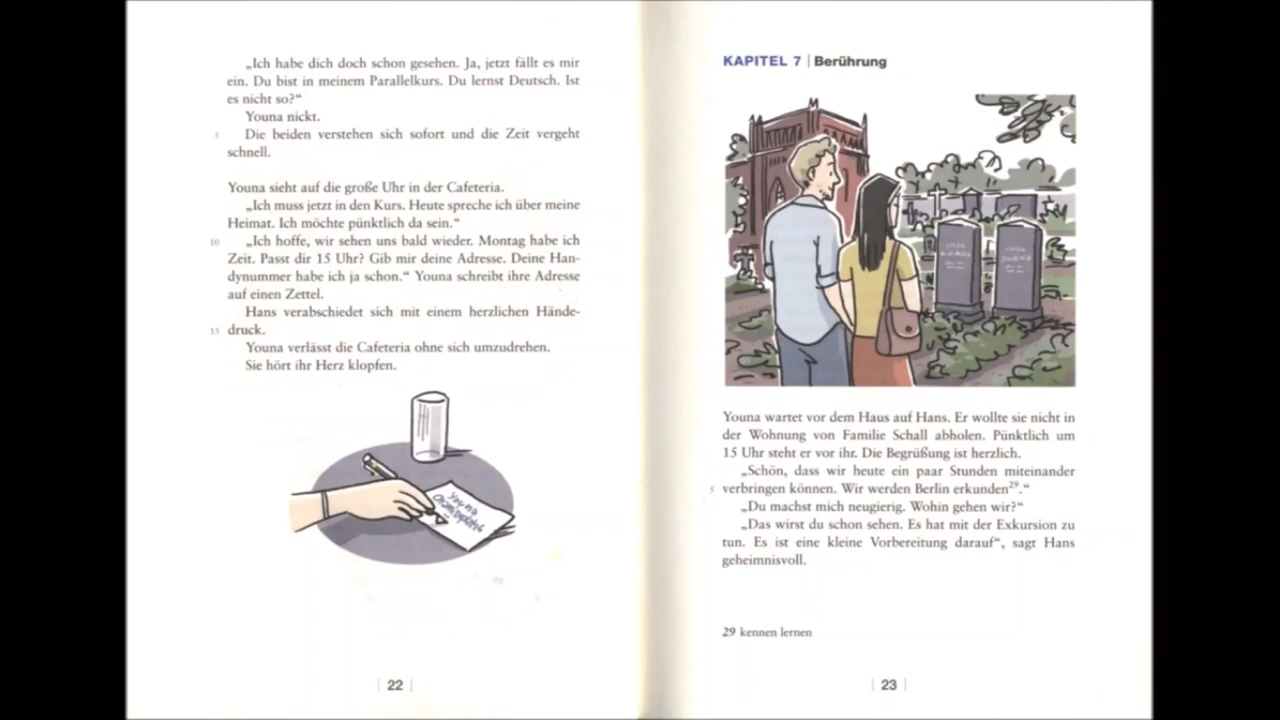 „Ich habe dich doch schon gesehen. Ja, jetzt fällt es mir
ein. Du bist in meinem Parallelkurs. Du lernst Deutsch. Ist
es nicht so?“
Youna nickt.
5 Die beiden verstehen sich sofort und die Zeit vergeht
schnell.
Youna sieht auf die große Uhr in der Cafeteria.
„Ich muss jetzt in den Kurs. Heute spreche ich über meine
Heimat. Ich möchte pünktlich da sein.“
10 „Ich hoffe, wir sehen uns bald wieder. Montag habe ich
Zeit. Passt dir 15 Uhr? Gib mir deine Adresse. Deine Han-
dynummer habe ich ja schon.“ Youna schreibt ihre Adresse
auf einen Zettel.
Hans verabschiedet sich mit einem herzlichen Hände-
15 druck.
Youna verlässt die Cafeteria ohne sich umzudrehen.
Sie hört ihr Herz klopfen.
Youna
| 22 |
KAPITEL 7 | Berührung
Youna wartet vor dem Haus auf Hans. Er wollte sie nicht in
der Wohnung von Familie Schall abholen. Pünktlich um
15 Uhr steht er vor ihr. Die Begrüßung ist herzlich.
„Schön, dass wir heute ein paar Stunden miteinander
5 verbringen können. Wir werden Berlin erkunden29.“
„Du machst mich neugierig. Wohin gehen wir?“
„Das wirst du schon sehen. Es hat mit der Exkursion zu
tun. Es ist eine kleine Vorbereitung darauf“, sagt Hans
geheimnisvoll.
29 kennen lernen
| 23 |